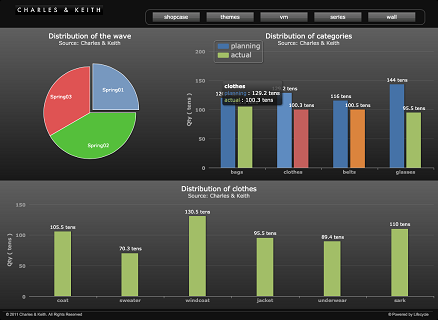 CHARLES & KEITH
shopcase
themes
vm
series
wall
Distribution of the wave
Source: Charles & Keith
Spring01
Spring03
Spring02
Distribution of categories
Source: Charles & Keith
planning
actual
200
150
100
50
0
Qty ( tens )
clothes
planning : 129.2 tens
actual : 100.3 tens
100.3 tens
116 tens
100.5 tens
144 tens
95.5 tens
bags
clothes
belts
glasses
Distribution of clothes
Source: Charles & Keith
150
100
50
0
Qty ( tens )
105.5 tens
70.3 tens
130.5 tens
95.5 tens
89.4 tens
110 tens
coat
sweater
windcoat
jacket
underwear
sark
© 2011 Charles & Keith. All Rights Reserved
© Powered by Lifecycle